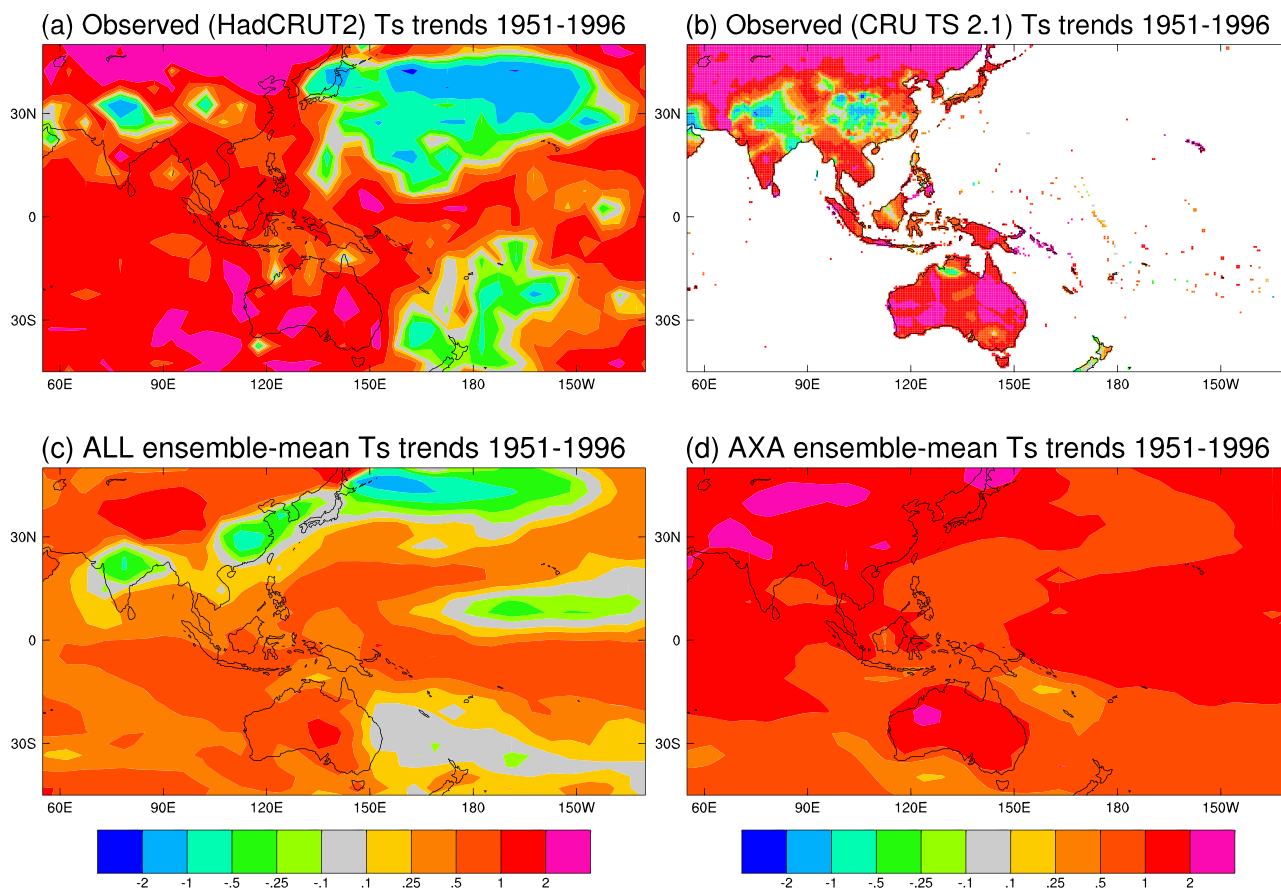 (a) Observed (HadCRUT2) Ts trends 1951-1996
30N
0
30S
60E 90E 120E 150E 180 150W
(b) Observed (CRU TS 2.1) Ts trends 1951-1996
30N
0
30S
60E 90E 120E 150E 180 150W
(c) ALL ensemble-mean Ts trends 1951-1996
30N
0
30S
60E 90E 120E 150E 180 150W
(d) AXA ensemble-mean Ts trends 1951-1996
30N
0
30S
60E 90E 120E 150E 180 150W
-2 -1 -.5 -.25 -.1 .1 .25 .5 1 2
-2 -1 -.5 -.25 -.1 .1 .25 .5 1 2